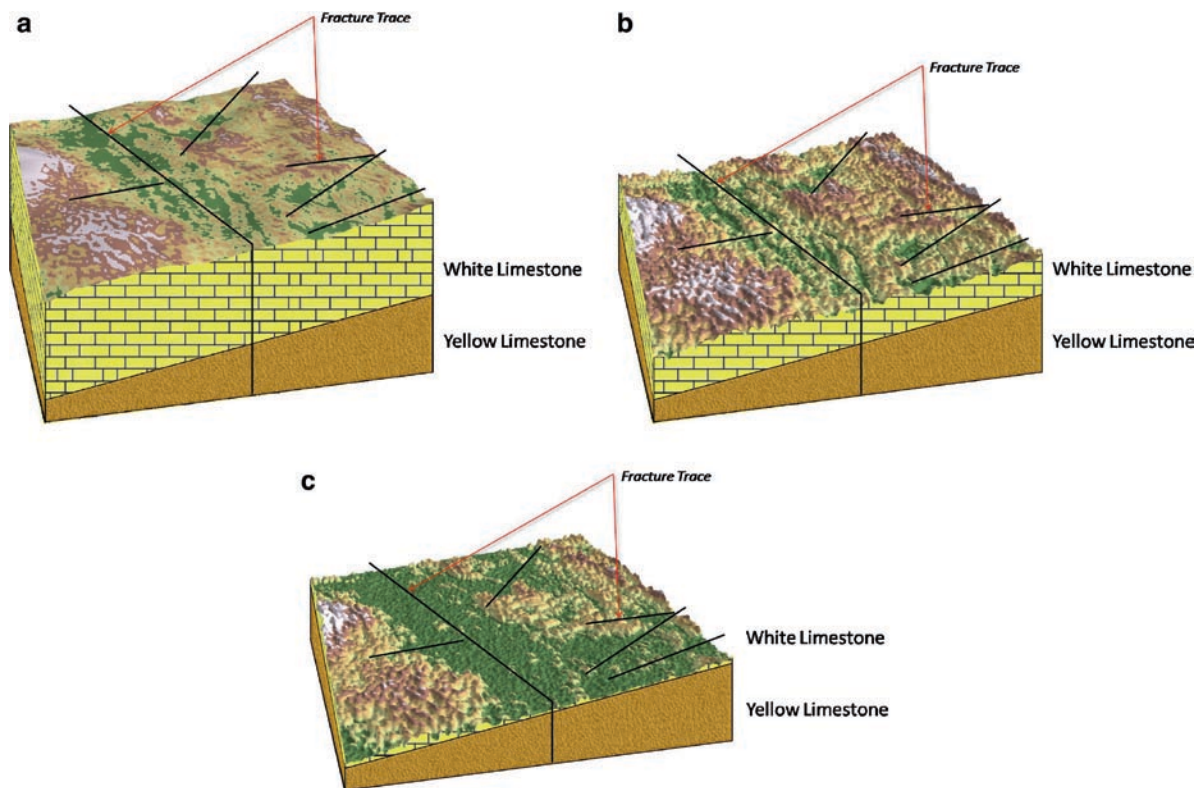 a
Fracture Trace
White Limestone
Yellow Limestone
b
Fracture Trace
White Limestone
Yellow Limestone
c
Fracture Trace
White Limestone
Yellow Limestone